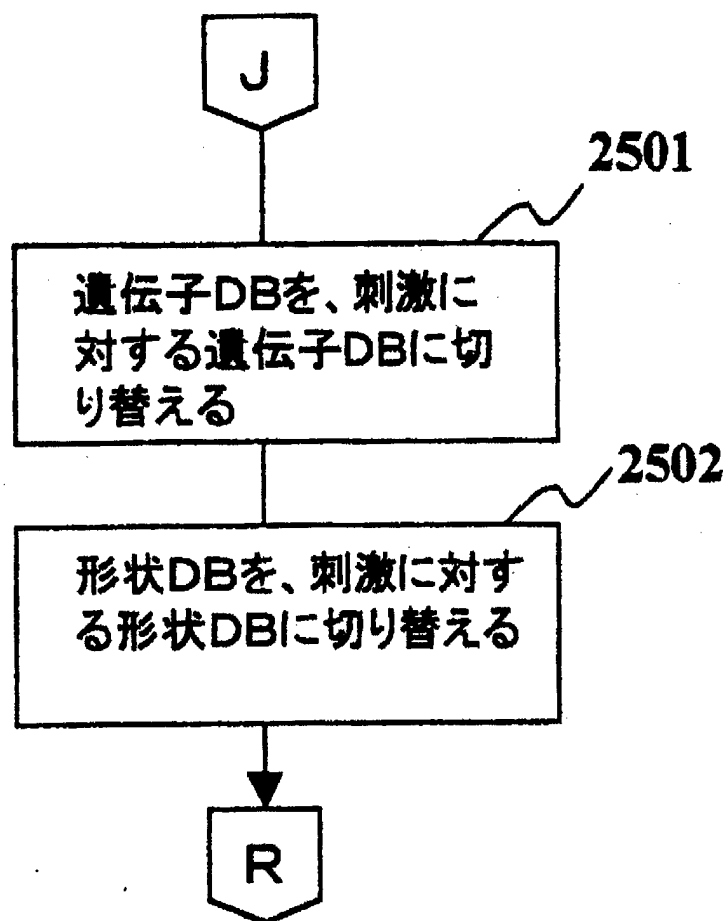 J
2501
遺伝子DBを、刺激に
対する遺伝子DBに切
り替える
2502
形状DBを、刺激に対す
る形状DBに切り替える
R